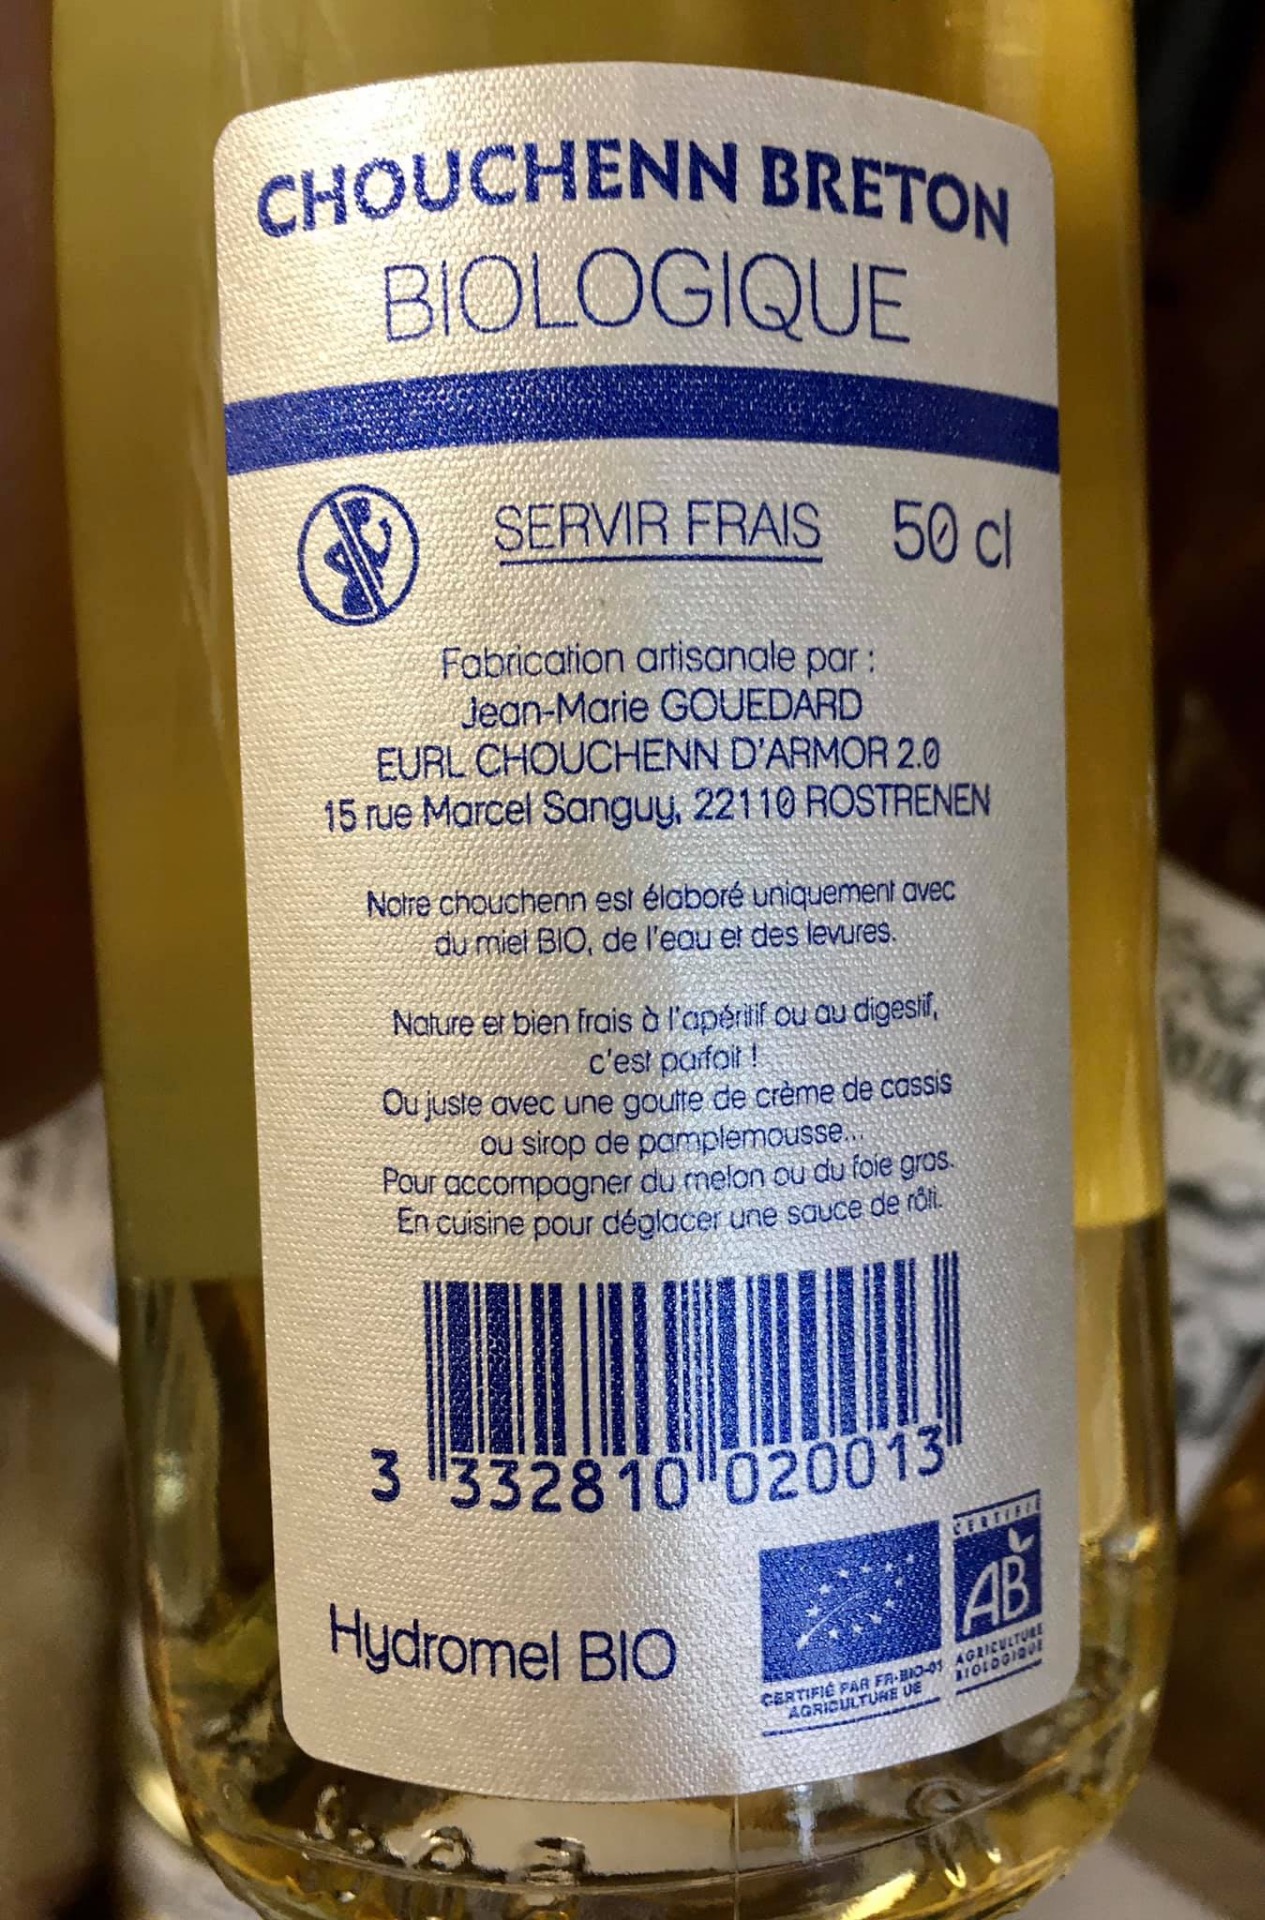 CHOUCHENN BRETON
BIOLOGIQUE
SERVIR FRAIS 50 cl
Fabrication artisanale par :
Jean-Marie GOUEDARD
EURL CHOUCHENN D'ARMOR 2.0
15 rue Marcel Sanguy, 22110 ROSTRENEN
Notre chouchenn est élaboré uniquement avec
du miel BIO, de l'eau et des levures.
Nature et bien frais à l'apéritif ou au digestif,
c'est parfait !
Ou juste avec une goutte de crème de cassis
ou sirop de pamplemousse...
Pour accompagner du melon ou du foie gras.
En cuisine pour déglacer une sauce de rôti.
3 332810 020013
Hydromel BIO
CERTIFIÉ PAR FR-BIO-01
AGRICULTURE UE
CERTIFIÉ
AB
AGRICULTURE
BIOLOGIQUE